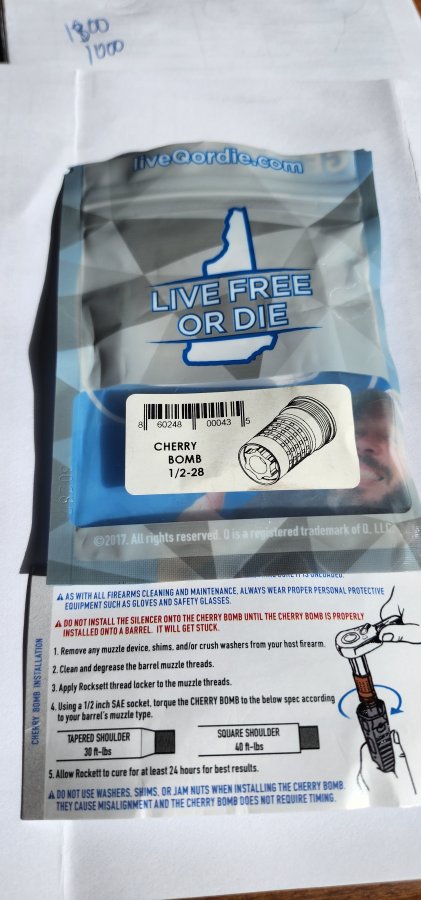 1800
1000
liveQordie.com
LIVE FREE
OR DIE
8 60248 00043 5
CHERRY
BOMB
1/2-28
©2017. All rights reserved. Q is a registered trademark of Q, LLC
IT IS UNLOADED.
⚠ AS WITH ALL FIREARMS CLEANING AND MAINTENANCE, ALWAYS WEAR PROPER PERSONAL PROTECTIVE
EQUIPMENT SUCH AS GLOVES AND SAFETY GLASSES.
⚠ DO NOT INSTALL THE SILENCER ONTO THE CHERRY BOMB UNTIL THE CHERRY BOMB IS PROPERLY
INSTALLED ONTO A BARREL. IT WILL GET STUCK.
1. Remove any muzzle device, shims, and/or crush washers from your host firearm.
2. Clean and degrease the barrel muzzle threads.
3. Apply Rocksett thread locker to the muzzle threads.
4. Using a 1/2 inch SAE socket, torque the CHERRY BOMB to the below spec according
to your barrel's muzzle type.
TAPERED SHOULDER
30 ft-lbs
SQUARE SHOULDER
40 ft-lbs
5. Allow Rockett to cure for at least 24 hours for best results.
⚠ DO NOT USE WASHERS, SHIMS, OR JAM NUTS WHEN INSTALLING THE CHERRY BOMB.
THEY CAUSE MISALIGNMENT AND THE CHERRY BOMB DOES NOT REQUIRE TIMING.
CHERRY BOMB INSTALLATION